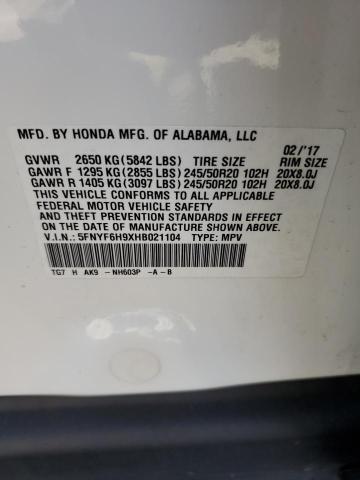 MFD. BY HONDA MFG. OF ALABAMA, LLC 02/'17
GVWR 2650 KG(5842 LBS) TIRE SIZE RIM SIZE
GAWR F 1295 KG(2855 LBS)245/50R20 102H 20X8.0J
GAWR R 1405 KG(3097 LBS)245/50R20 102H 20X8.0J
THIS VEHICLE CONFORMS TO ALL APPLICABLE
FEDERAL MOTOR VEHICLE SAFETY
AND THEFT PREVENTION STANDARDS IN EFFECT
ON THE DATE OF MANUFACTURE SHOWN ABOVE.
V.I.N.: 5FNYF6H9XHB021104 TYPE: MPV
TG7 H AK9 - NH603P -A-B